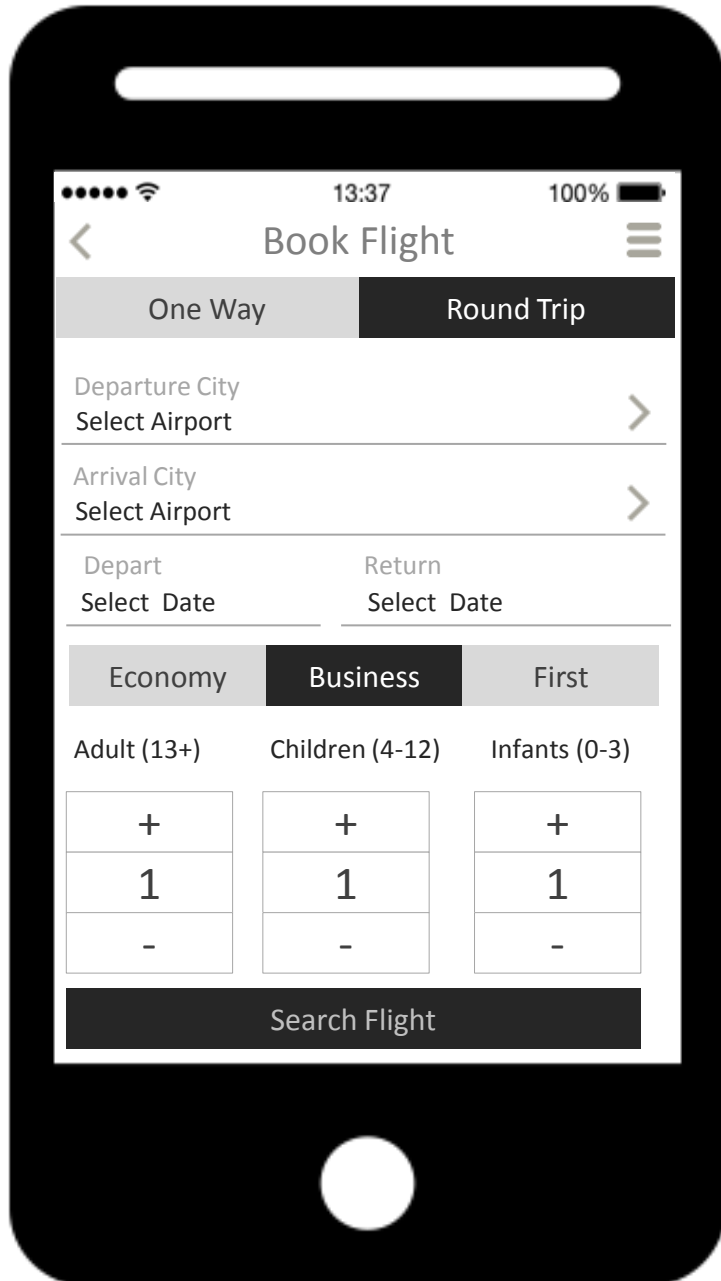 13:37 100%
Book Flight
One Way Round Trip
Departure City
Select Airport
Arrival City
Select Airport
Depart Return
Select Date Select Date
Economy Business First
Adult (13+) Children (4-12) Infants (0-3)
+ + +
1 1 1
- - -
Search Flight